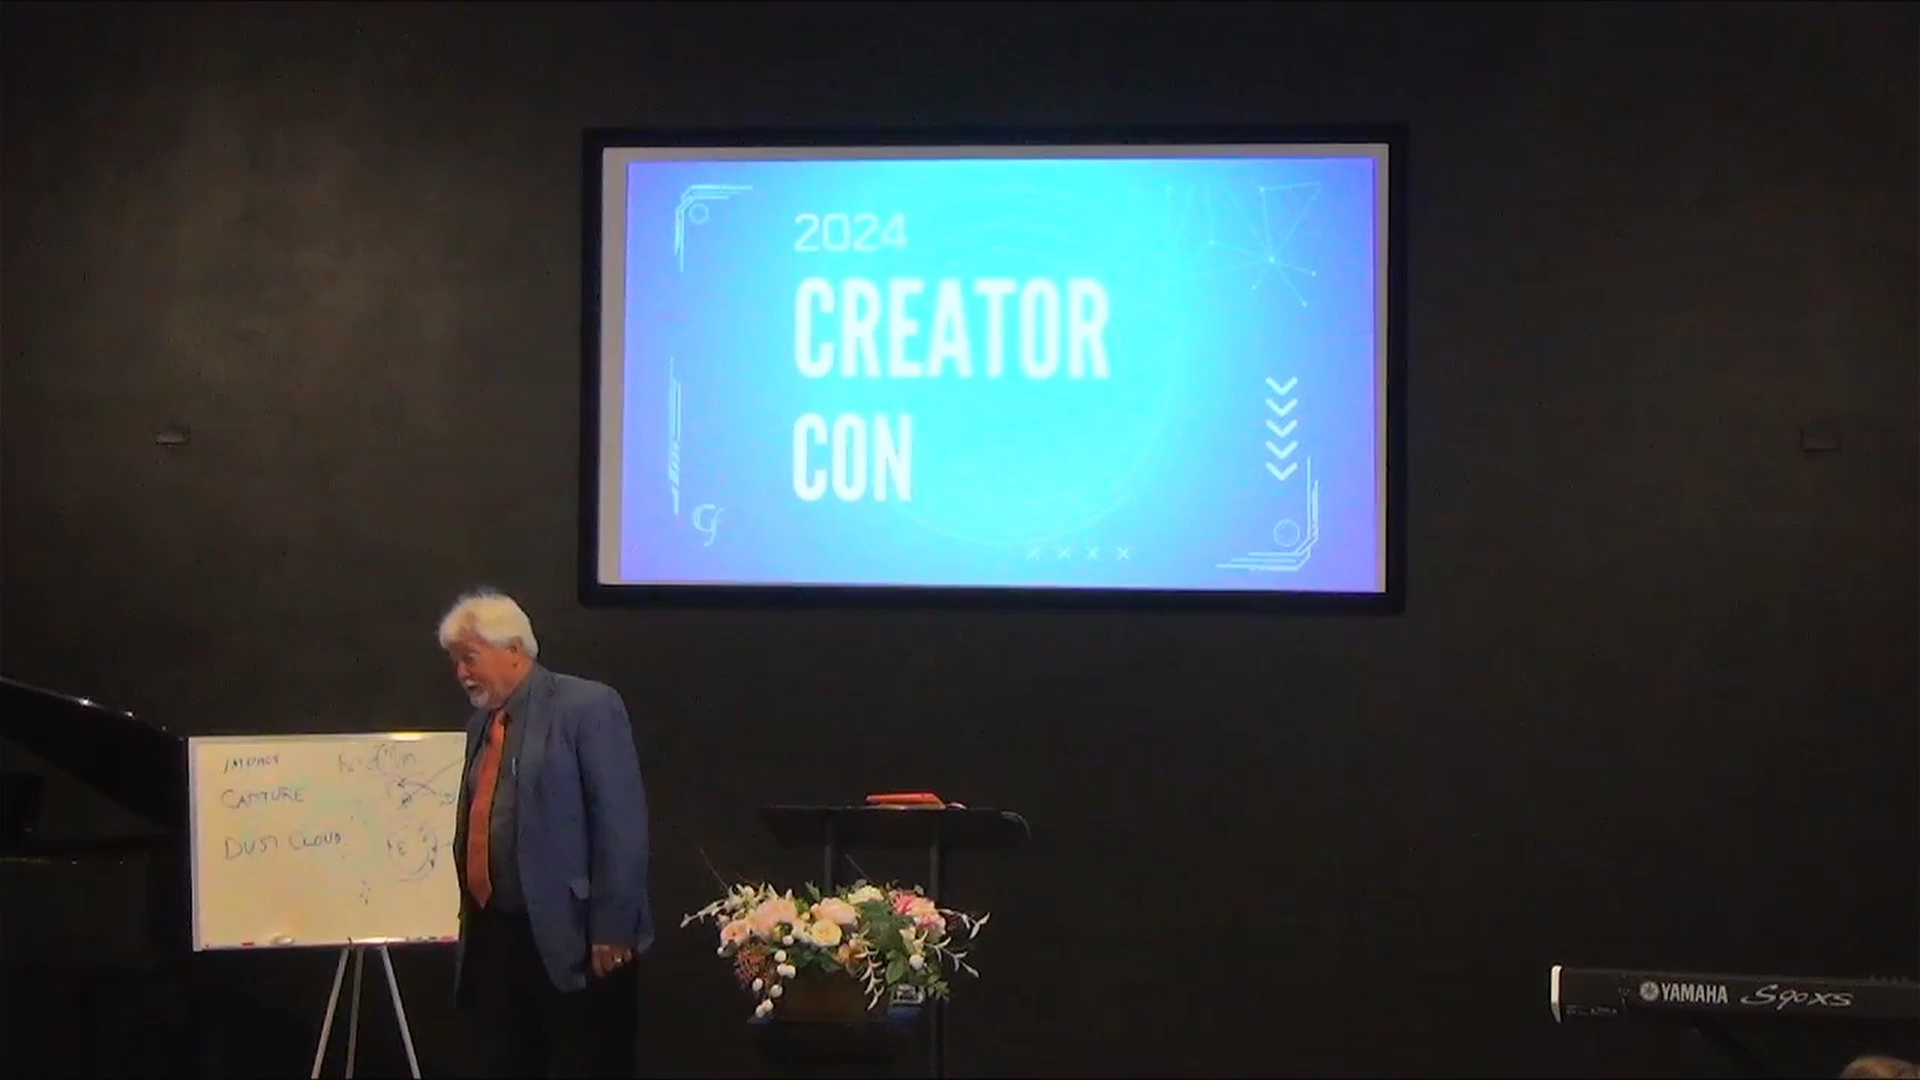 2024
CREATOR
CON
IMPACT
CAPTURE
DUST CLOUD
E
YAMAHA S90XS